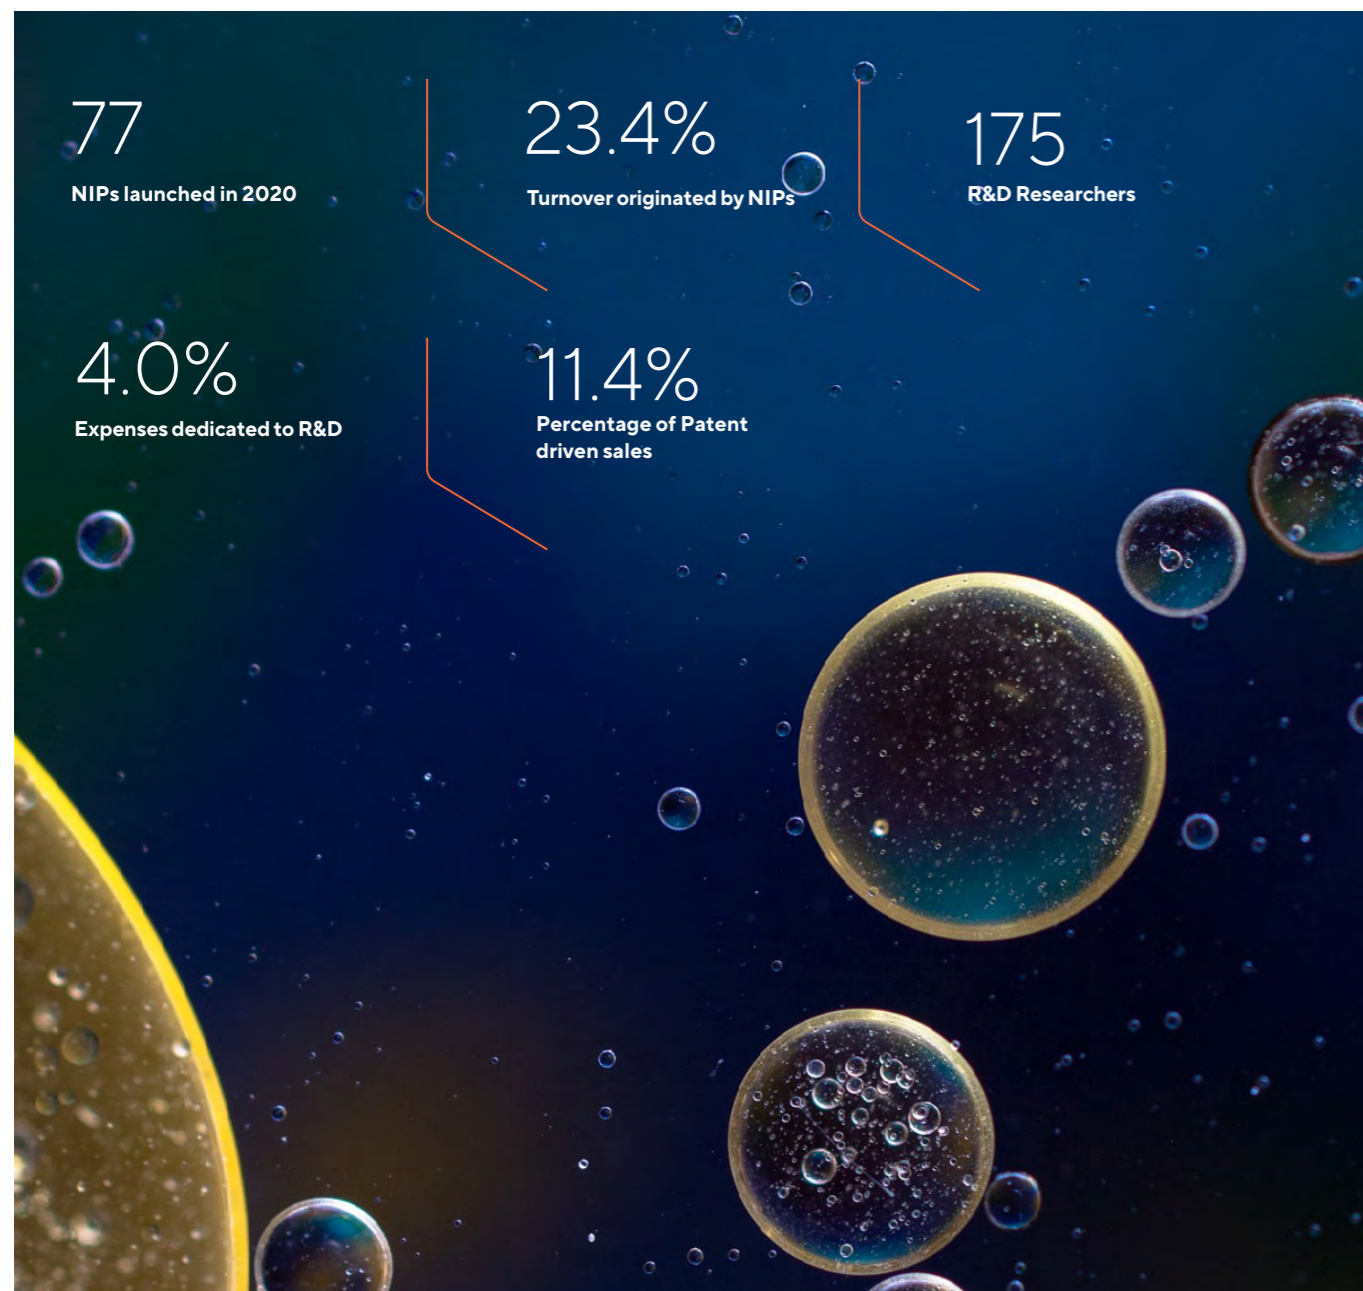 77
NIPs launched in 2020
23.4%
Turnover originated by NIPs
175
R&D Researchers
4.0%
Expenses dedicated to R&D
11.4%
Percentage of Patent
driven sales